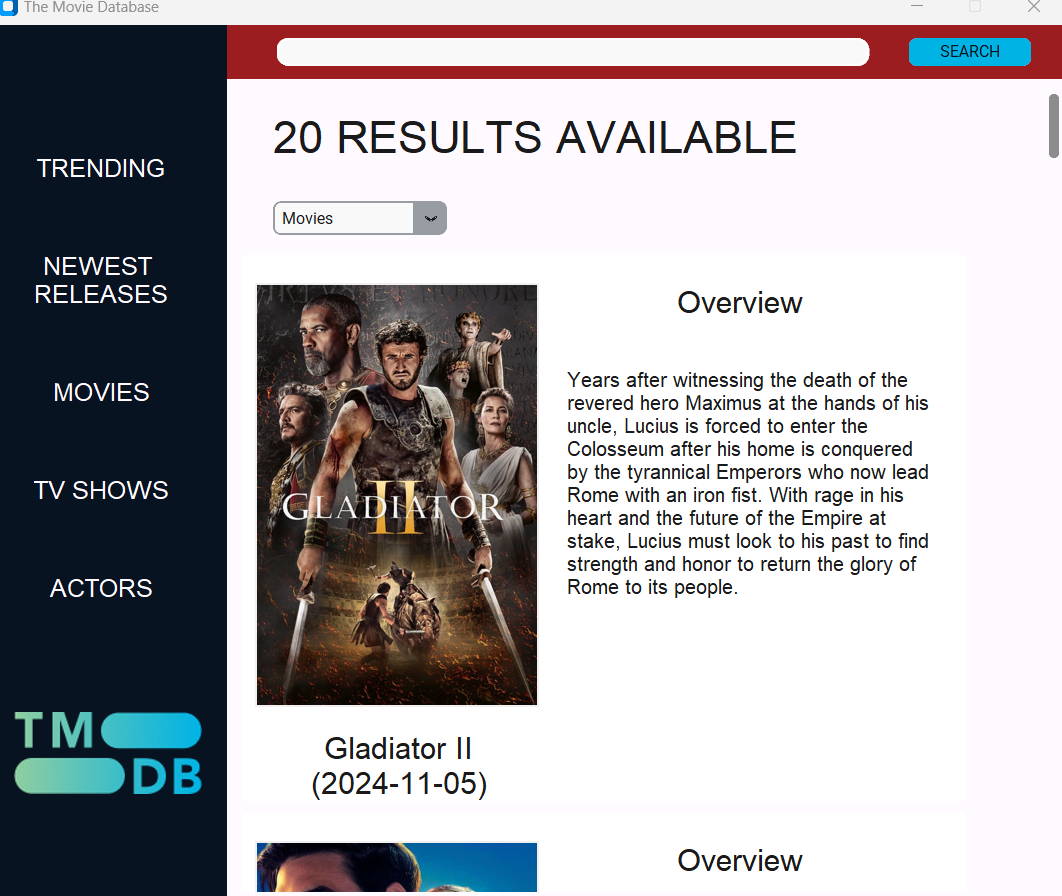 The Movie Database
SEARCH
TRENDING
NEWEST
RELEASES
MOVIES
TV SHOWS
ACTORS
TM
DB
20 RESULTS AVAILABLE
Movies
GLADIATOR
II
Overview
Years after witnessing the death of the
revered hero Maximus at the hands of his
uncle, Lucius is forced to enter the
Colosseum after his home is conquered
by the tyrannical Emperors who now lead
Rome with an iron fist. With rage in his
heart and the future of the Empire at
stake, Lucius must look to his past to find
strength and honor to return the glory of
Rome to its people.
Gladiator II
(2024-11-05)
Overview